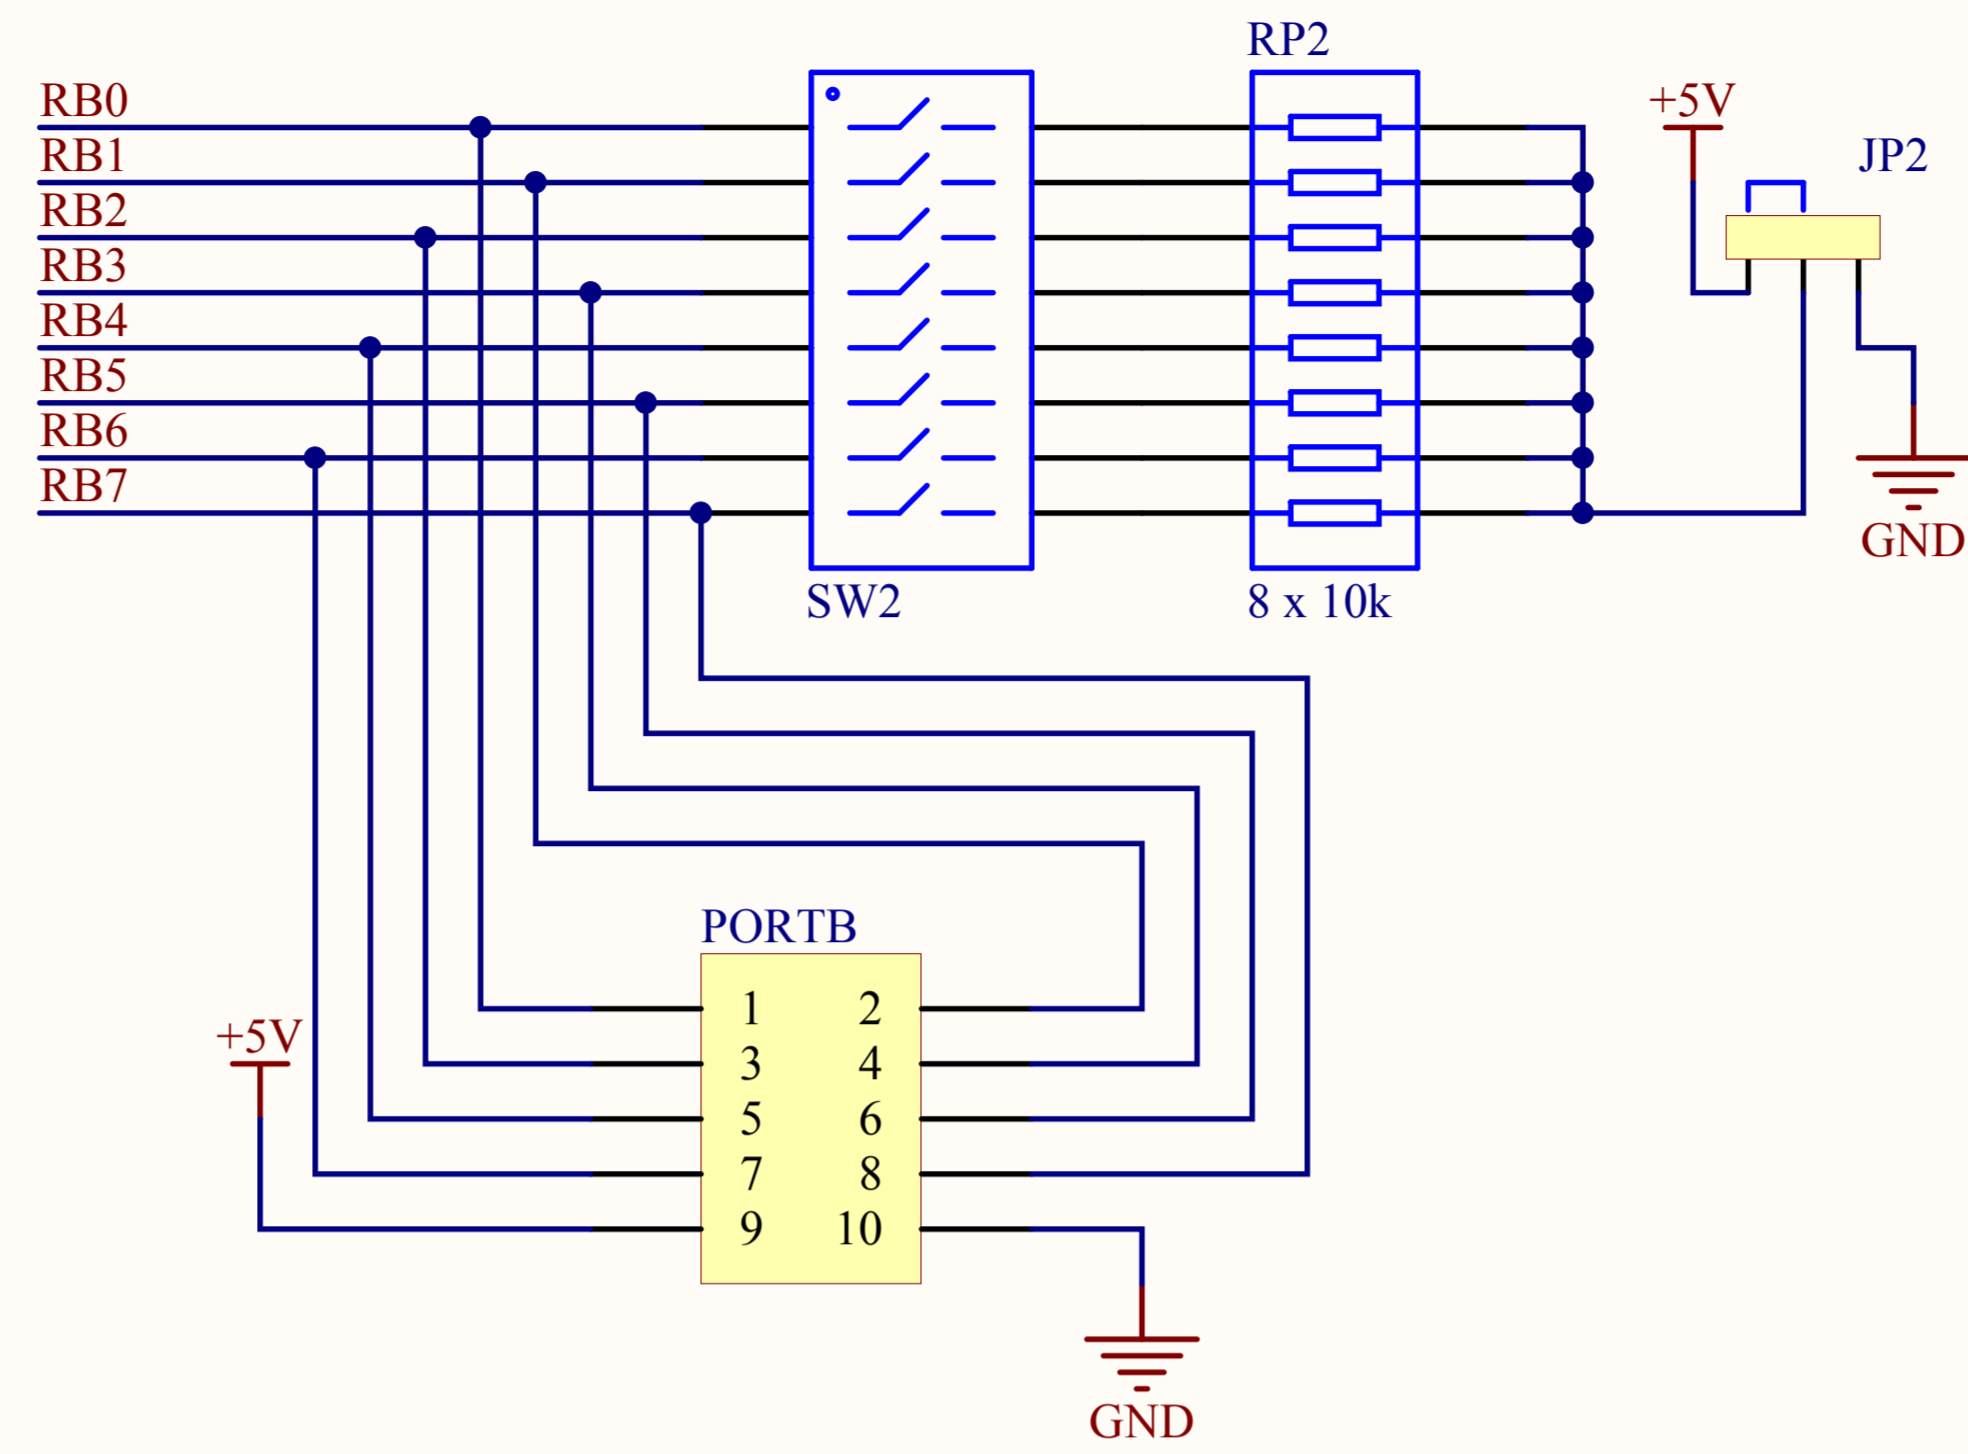 RP2
RB0
+5V
RB1
JP2
RB2
RB3
RB4
RB5
RB6
RB7
GND
SW2
8 x 10k
PORTB
1 2
+5V
3 4
5 6
7 8
9 10
GND